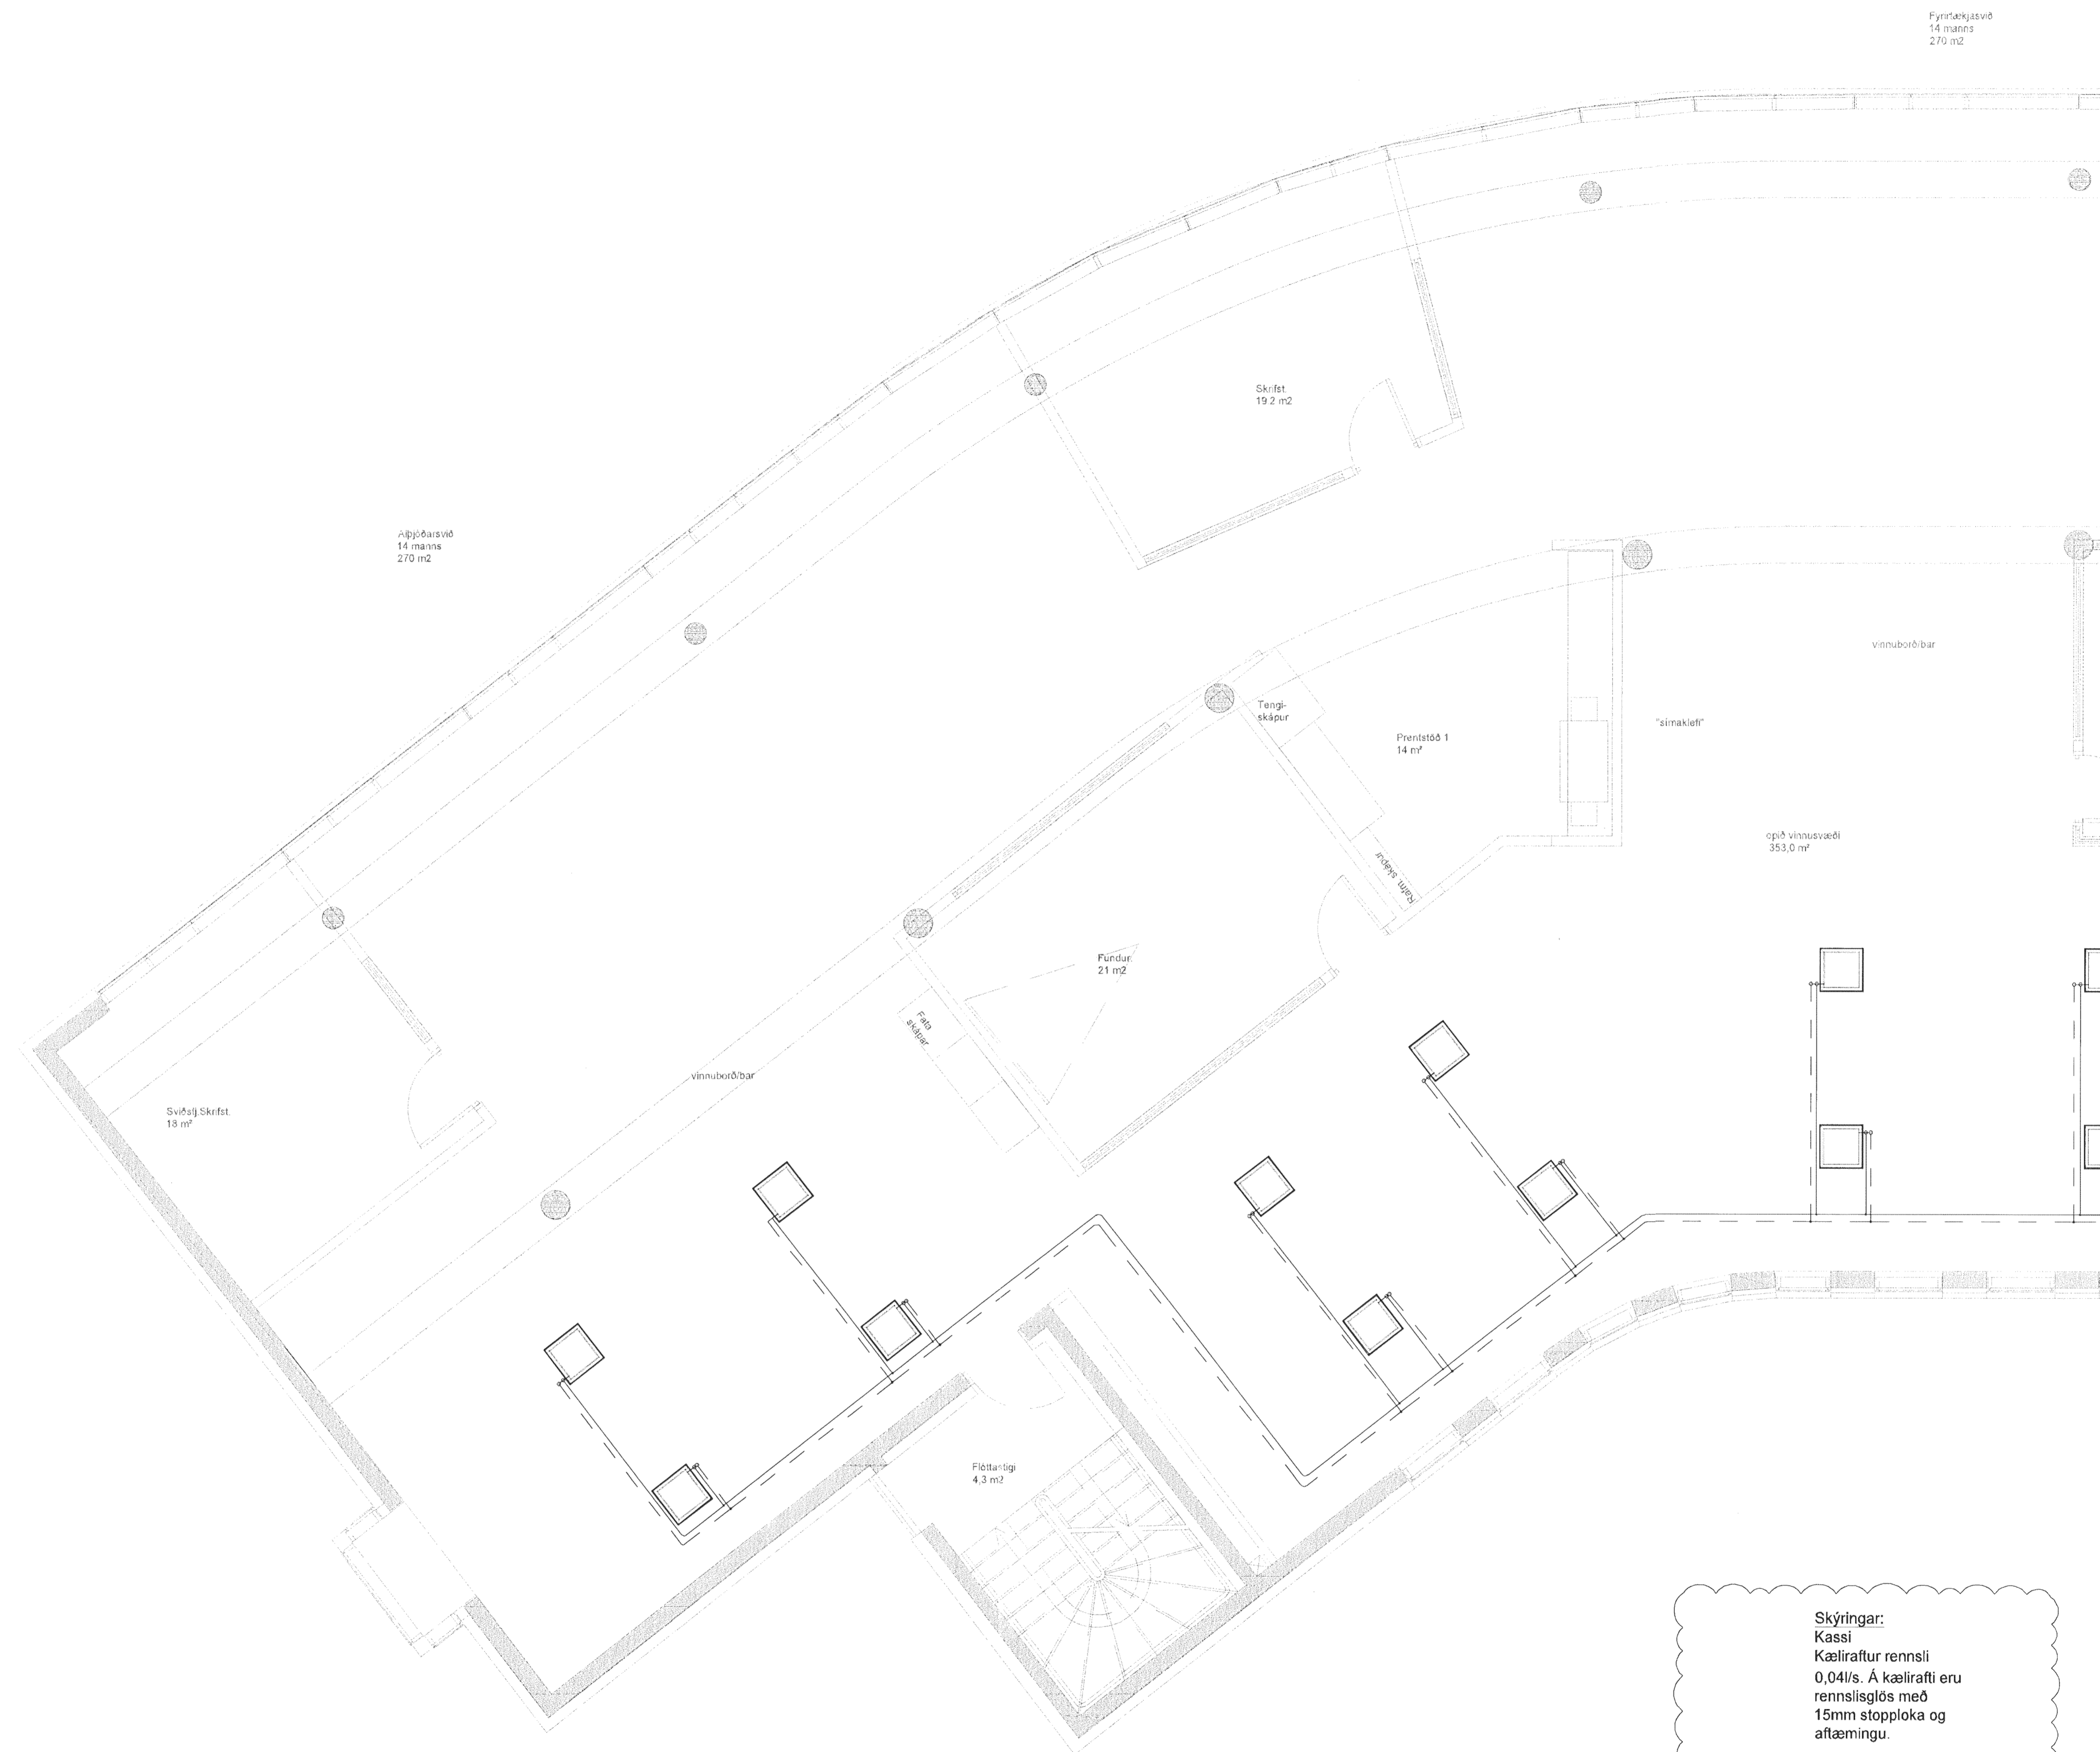 Fyrirtækjasvið
14 manns
270 m2
Skrifst.
19.2 m2
Alþjóðarsvið
14 manns
270 m2
vinnuborð/bar
Tengi-
skápur
"símaklefi"
Prentstöð 1
14 m²
opið vinnusvæði
353,0 m²
Rafm. skápur
Fundur.
21 m2
Fata
skápar
vinnuborð/bar
Sviðsfj.Skrifst.
18 m²
Flóttastigi
4,3 m2
Skýringar:
Kassi
Kæliraftur rennsli
0,04l/s. Á kælirafti eru
rennslisglös með
15mm stopploka og
aftæmingu.